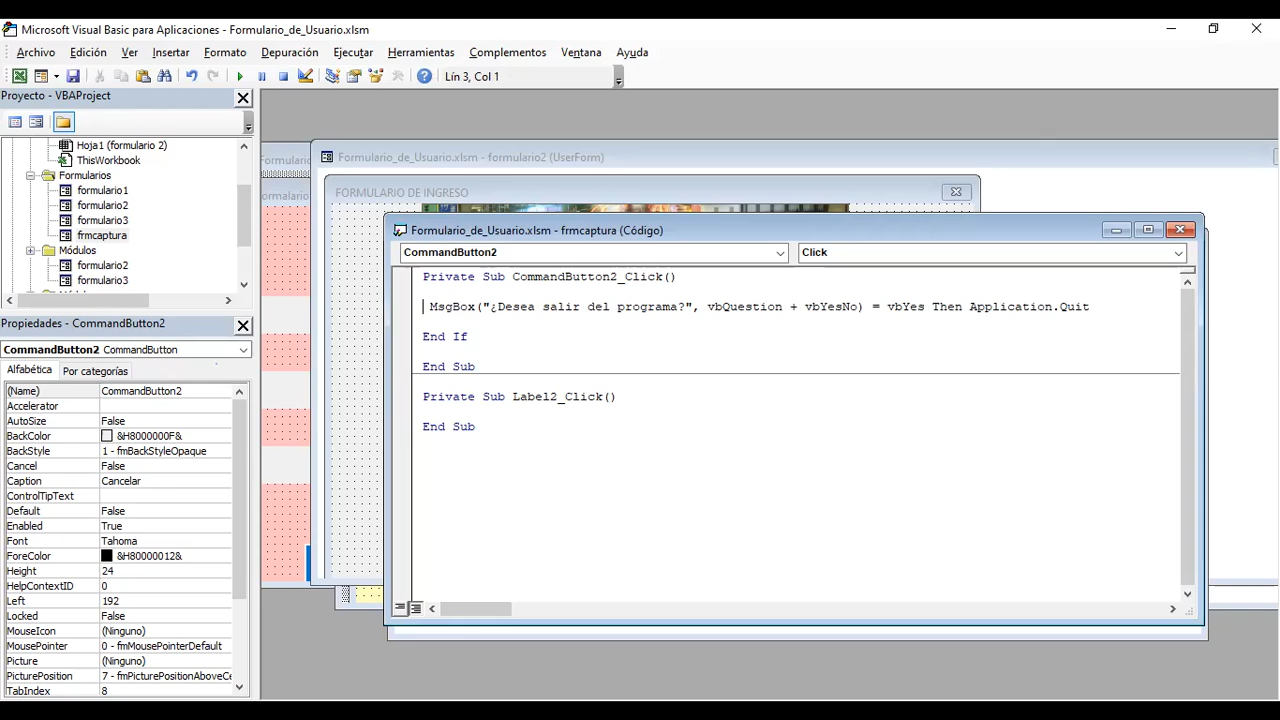 Microsoft Visual Basic para Aplicaciones - Formulario_de_Usuario.xlsm
Archivo Edición Ver Insertar Formato Depuración Ejecutar Herramientas Complementos Ventana Ayuda
Lín 3, Col 1
Proyecto - VBAProject
Hoja1 (formulario 2)
ThisWorkbook
Formularios
formulario1
formulario2
formulario3
frmcaptura
Módulos
formulario2
formulario3
Propiedades - CommandButton2
CommandButton2 CommandButton
Alfabética Por categorías
(Name) CommandButton2
Accelerator
AutoSize False
BackColor &H8000000F&
BackStyle 1 - fmBackStyleOpaque
Cancel False
Caption Cancelar
ControlTipText
Default False
Enabled True
Font Tahoma
ForeColor &H80000012&
Height 24
HelpContextID 0
Left 192
Locked False
MouseIcon (Ninguno)
MousePointer 0 - fmMousePointerDefault
Picture (Ninguno)
PicturePosition 7 - fmPicturePositionAboveCe
TabIndex 8
Formulario
Formulario_de_Usuario.xlsm - formulario2 (UserForm)
FORMULARIO DE INGRESO
Formulario_de_Usuario.xlsm - frmcaptura (Código)
CommandButton2 Click
Private Sub CommandButton2_Click()
MsgBox("¿Desea salir del programa?", vbQuestion + vbYesNo) = vbYes Then Application.Quit
End If
End Sub
Private Sub Label2_Click()
End Sub